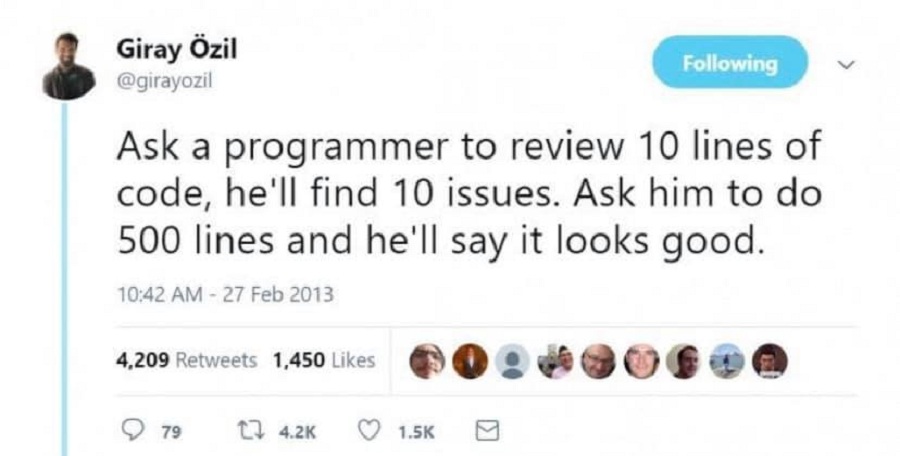 Giray Özil
@girayozil
Following
Ask a programmer to review 10 lines of
code, he'll find 10 issues. Ask him to do
500 lines and he'll say it looks good.
10:42 AM - 27 Feb 2013
4,209 Retweets 1,450 Likes
79 4.2K 1.5K